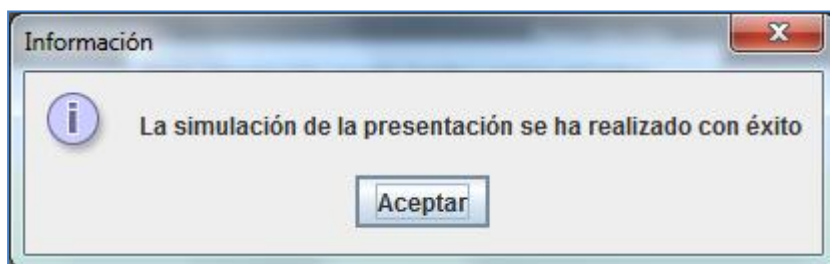 Información
La simulación de la presentación se ha realizado con éxito
Aceptar